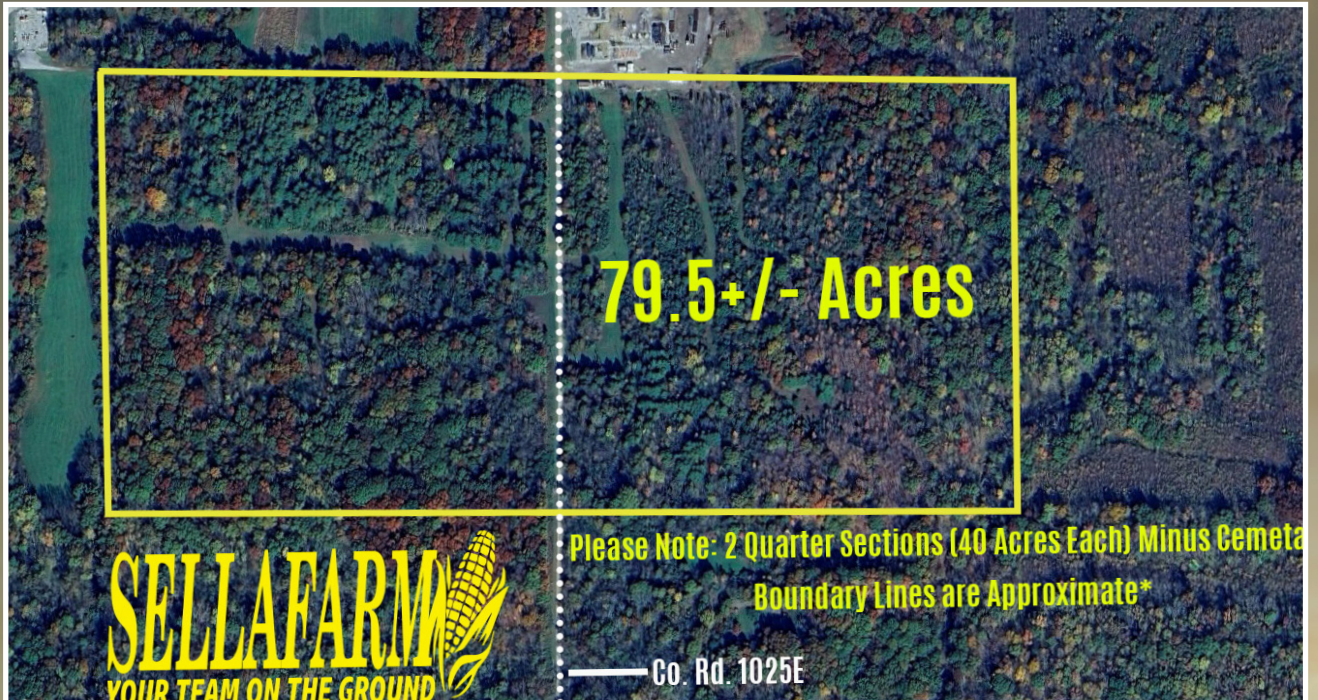 79.5+/- Acres
Please Note: 2 Quarter Sections (40 Acres Each) Minus Cemeta
Boundary Lines are Approximate*
SELLAFARM
YOUR TEAM ON THE GROUND
Co. Rd. 1025E